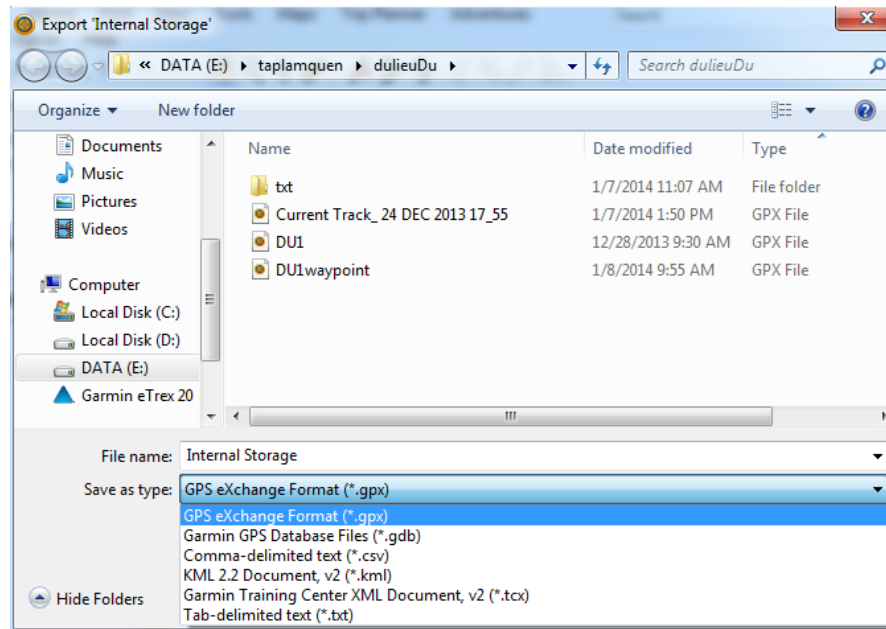 Export 'Internal Storage'
« DATA (E:) ▸ taplamquen ▸ dulieuDu ▸
Search dulieuDu
Organize New folder
Documents
Music
Pictures
Videos
Computer
Local Disk (C:)
Local Disk (D:)
DATA (E:)
Garmin eTrex 20
Name Date modified Type
txt 1/7/2014 11:07 AM File folder
Current Track_ 24 DEC 2013 17_55 1/7/2014 1:50 PM GPX File
DU1 12/28/2013 9:30 AM GPX File
DU1waypoint 1/8/2014 9:55 AM GPX File
File name: Internal Storage
Save as type: GPS eXchange Format (*.gpx)
GPS eXchange Format (*.gpx)
Garmin GPS Database Files (*.gdb)
Comma-delimited text (*.csv)
KML 2.2 Document, v2 (*.kml)
Garmin Training Center XML Document, v2 (*.tcx)
Tab-delimited text (*.txt)
Hide Folders